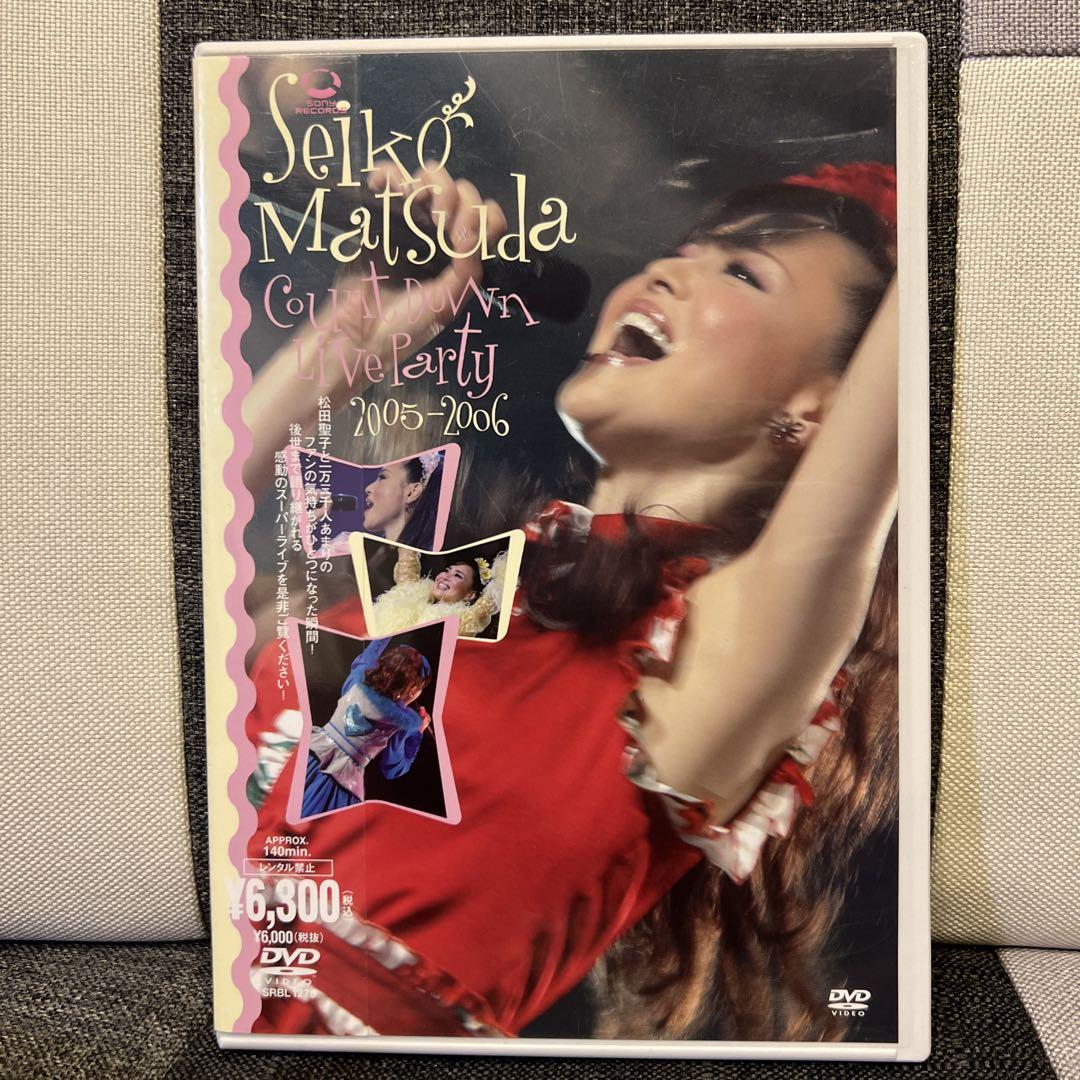 SONY
RECORDS
Seiko
Matsuda
Count Down
Live Party
2005-2006
松田聖子と二万三千人あまりの
ファンの気持ちがひとつになった瞬間!
後世まで語り継がれる
感動のスーパーライブを是非ご覧ください!
APPROX.
140min.
レンタル禁止
¥6,300(税込)
¥6,000(税抜)
DVD
VIDEO
SRBL 1276
DVD
VIDEO